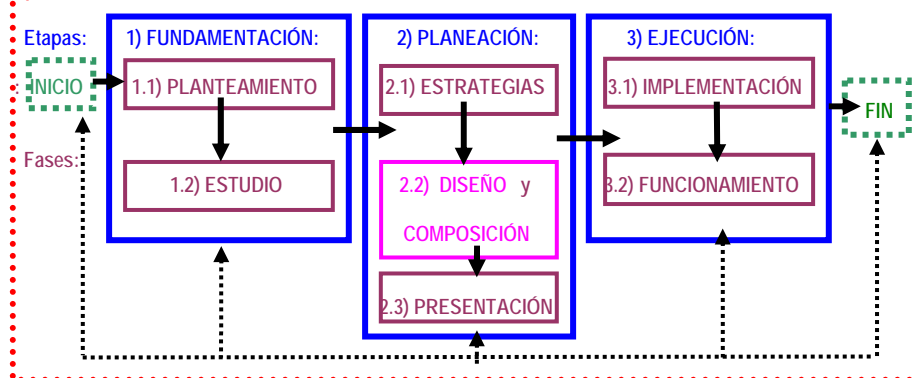 Etapas:
1) FUNDAMENTACIÓN:
2) PLANEACIÓN:
3) EJECUCIÓN:
: INICIO
1.1) PLANTEAMIENTO
2.1) ESTRATEGIAS
3.1) IMPLEMENTACIÓN
FIN
Fases:
1.2) ESTUDIO
2.2) DISEÑO y
COMPOSICIÓN
3.2) FUNCIONAMIENTO
2.3) PRESENTACIÓN